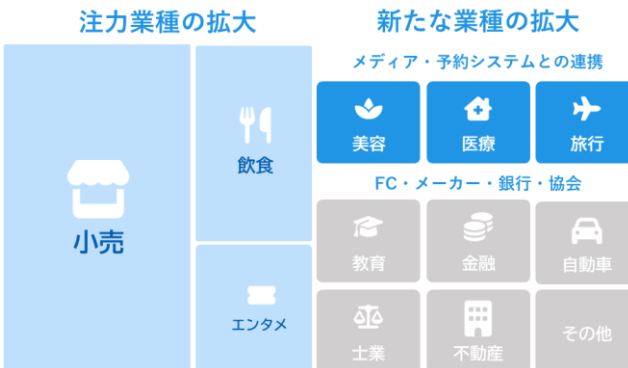 注力業種の拡大
小売
飲食
エンタメ
新たな業種の拡大
メディア・予約システムとの連携
美容
医療
旅行
FC・メーカー・銀行・協会
教育
金融
自動車
士業
不動産
その他